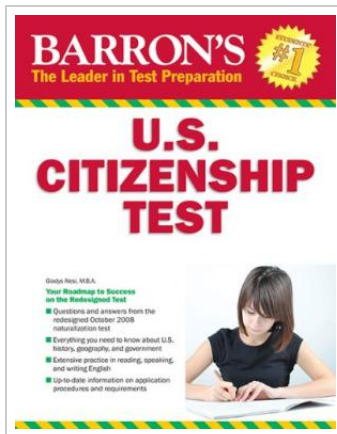 BARRON'S
The Leader in Test Preparation
STUDENTS'
#1
CHOICE
U.S.
CITIZENSHIP
TEST
Gladys Alesi, M.B.A.
Your Roadmap to Success
on the Redesigned Test
Questions and answers from the
redesigned October 2008
naturalization test
Everything you need to know about U.S.
history, geography, and government
Extensive practice in reading, speaking,
and writing English
Up-to-date information on application
procedures and requirements